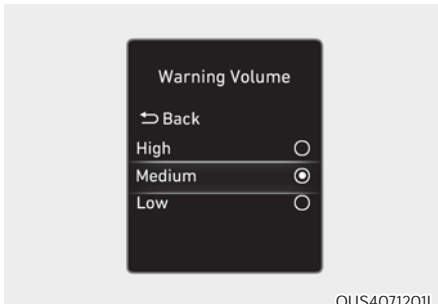 Warning Volume
Back
High
Medium
Low
OUS4071201L